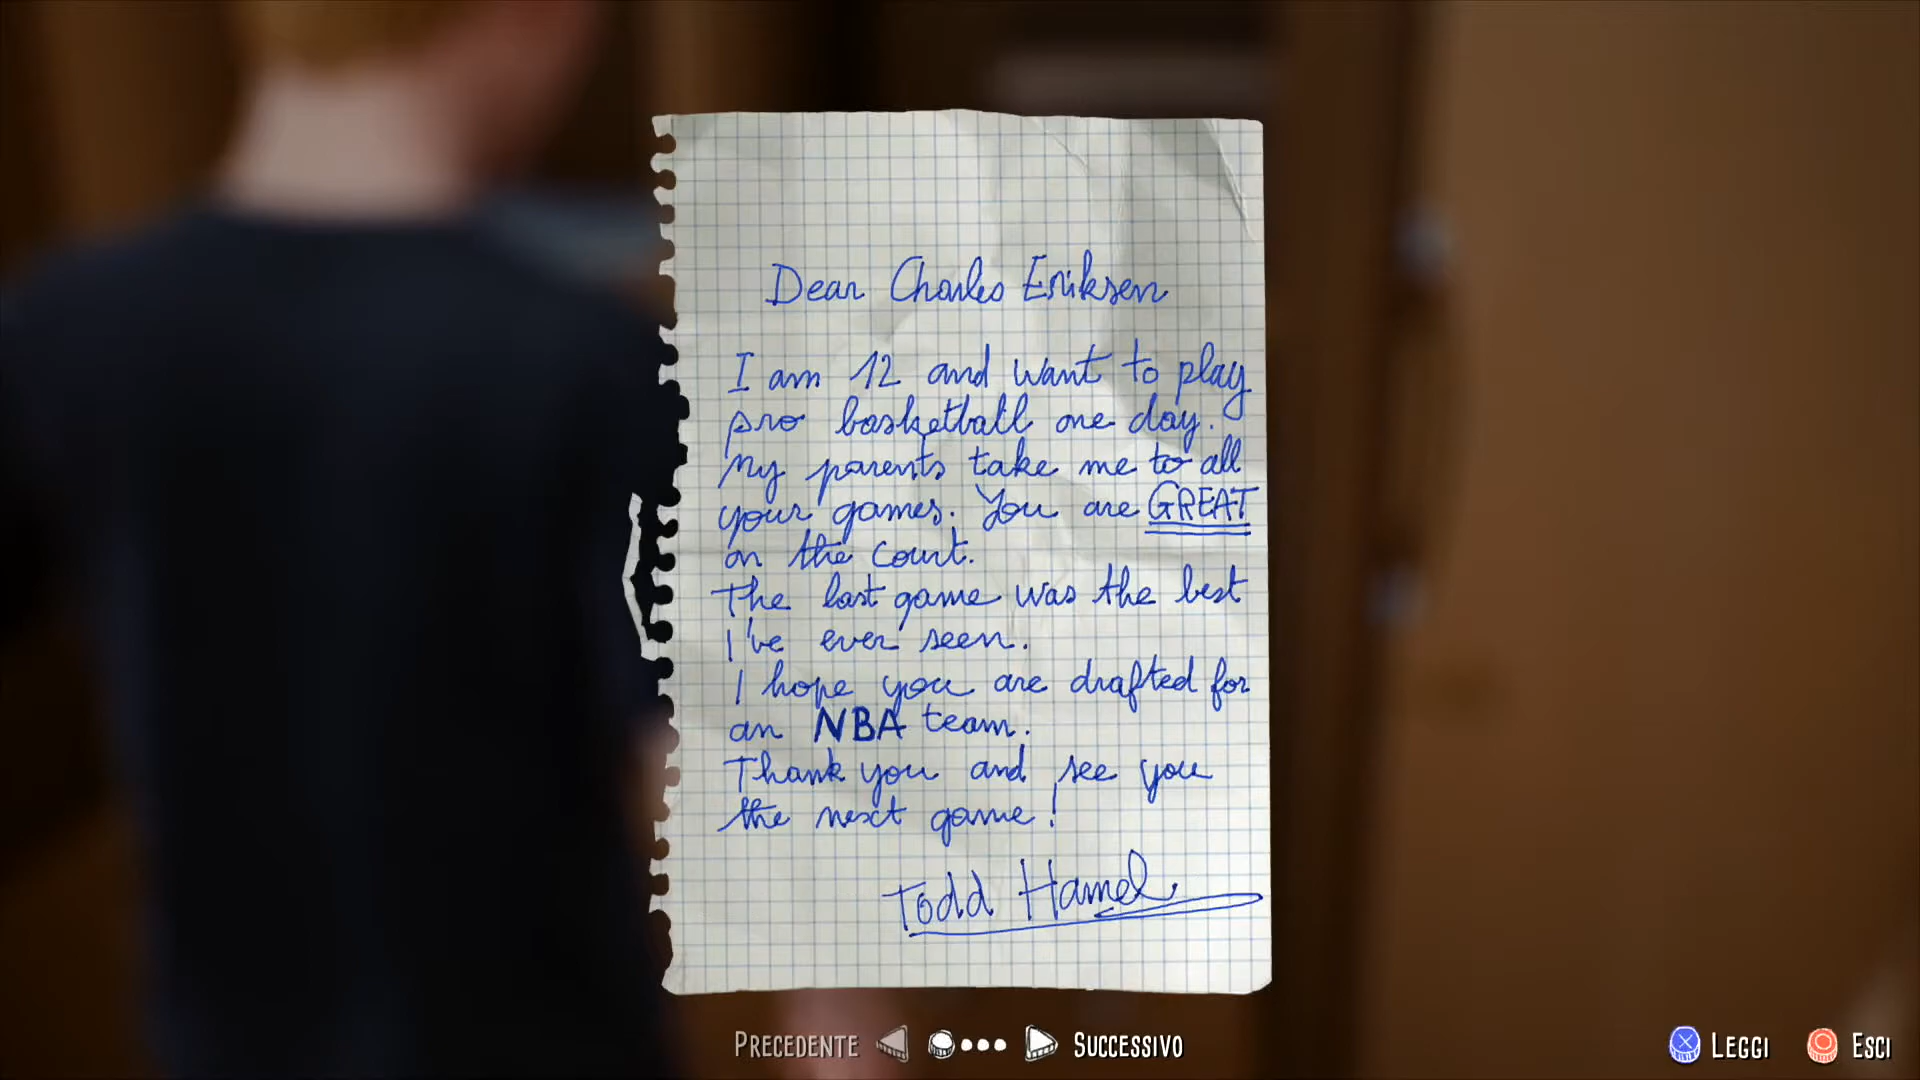 Dear Charles Eriksen
I am 12 and want to play
pro basketball one day.
My parents take me to all
your games. You are GREAT
on the court.
The last game was the best
I've ever seen.
I hope you are drafted for
an NBA team.
Thank you and see you
the next game!
Todd Hamel
PRECEDENTE SUCCESSIVO
LEGGI ESCI